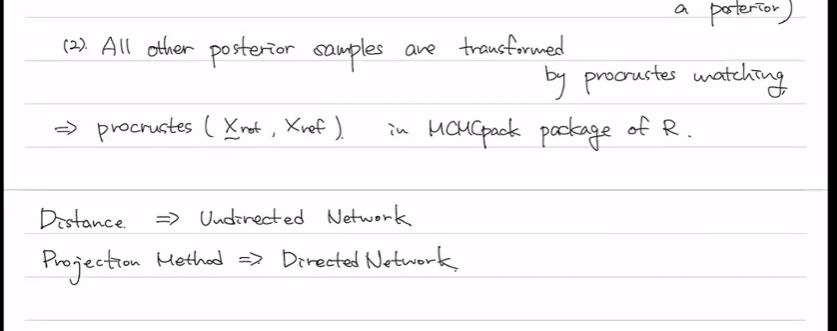 a poterior)
(2). All other posterior samples are transformed
by procrustes matching,
⇒ procrustes ( Xrot , Xref ). in MCMCpack package of R.
Distance. ⇒ Undirected Network
Projection Method ⇒ Directed Network.